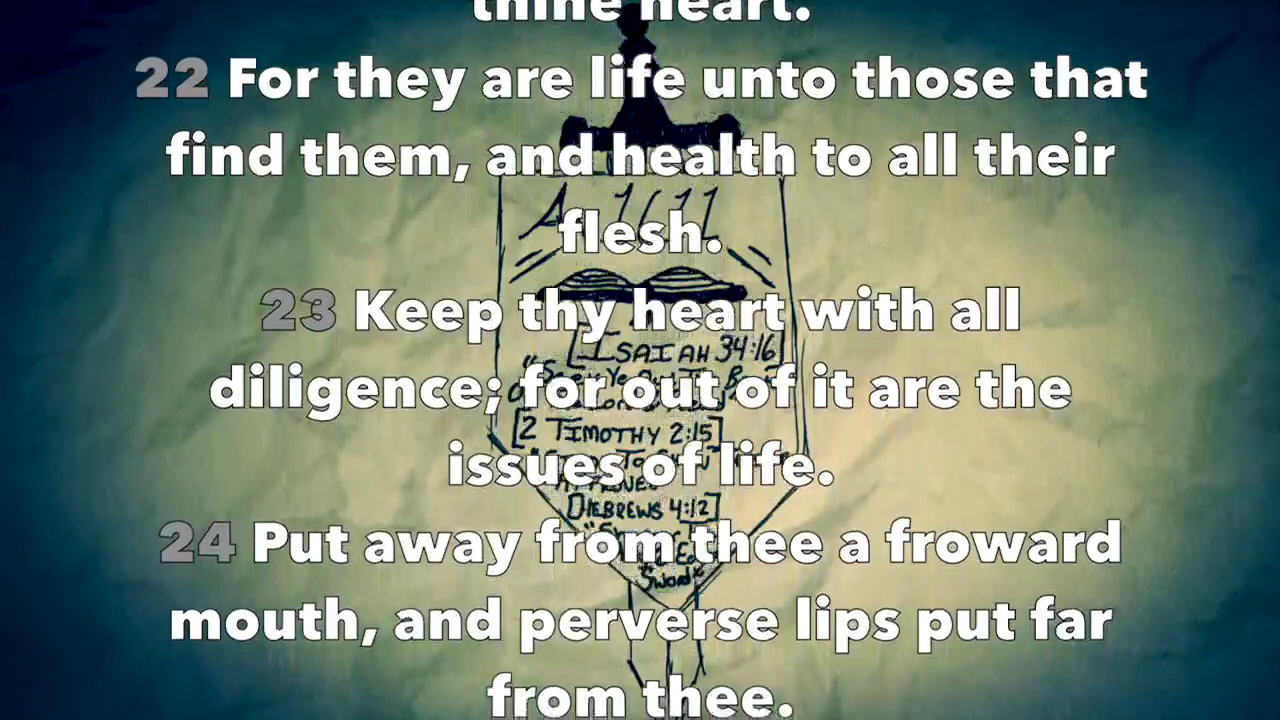 thine heart.
22 For they are life unto those that
find them, and health to all their
A 1611
flesh.
23 Keep thy heart with all
[ISAIAH 34:16]
diligence; for out of it are the
[2 TIMOTHY 2:15]
issues of life.
APPROVED
[HEBREWS 4:12]
24 Put away from thee a froward
Sword"
mouth, and perverse lips put far
from thee.